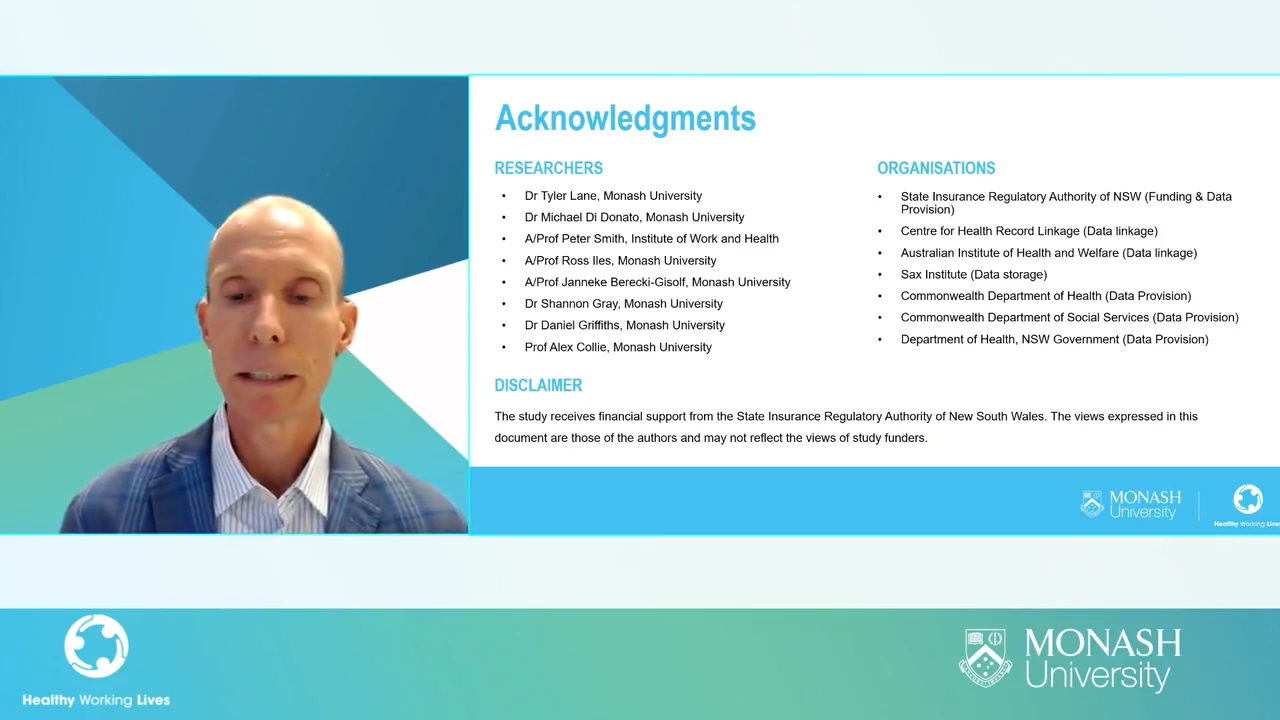 Acknowledgments
RESEARCHERS
• Dr Tyler Lane, Monash University
• Dr Michael Di Donato, Monash University
• A/Prof Peter Smith, Institute of Work and Health
• A/Prof Ross Iles, Monash University
• A/Prof Janneke Berecki-Gisolf, Monash University
• Dr Shannon Gray, Monash University
• Dr Daniel Griffiths, Monash University
• Prof Alex Collie, Monash University
ORGANISATIONS
• State Insurance Regulatory Authority of NSW (Funding & Data
Provision)
• Centre for Health Record Linkage (Data linkage)
• Australian Institute of Health and Welfare (Data linkage)
• Sax Institute (Data storage)
• Commonwealth Department of Health (Data Provision)
• Commonwealth Department of Social Services (Data Provision)
• Department of Health, NSW Government (Data Provision)
DISCLAIMER
The study receives financial support from the State Insurance Regulatory Authority of New South Wales. The views expressed in this
document are those of the authors and may not reflect the views of study funders.
MONASH
University
Healthy Working Lives
Healthy Working Lives
MONASH
University